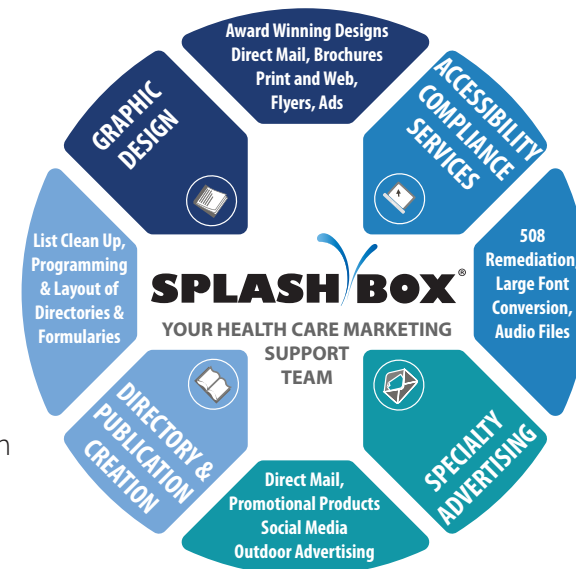 Award Winning Designs
Direct Mail, Brochures
Print and Web,
Flyers, Ads
GRAPHIC
DESIGN
ACCESSIBILITY
COMPLIANCE
SERVICES
List Clean Up,
Programming
& Layout of
Directories &
Formularies
508
Remediation,
Large Font
Conversion,
Audio Files
SPLASH BOX®
YOUR HEALTH CARE MARKETING
SUPPORT
TEAM
DIRECTORY &
PUBLICATION
CREATION
SPECIALTY
ADVERTISING
Direct Mail,
Promotional Products
Social Media
Outdoor Advertising